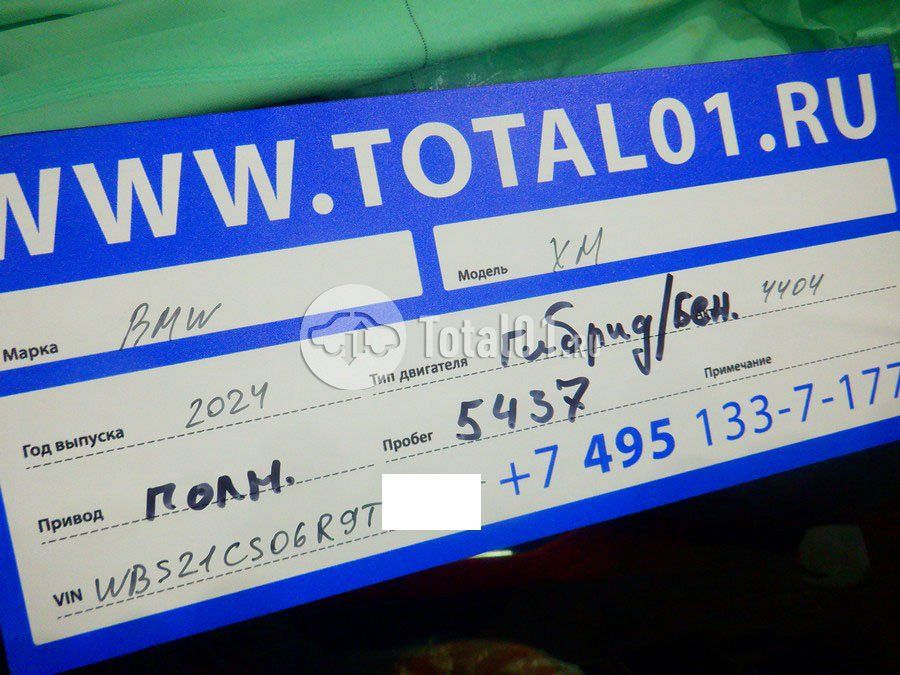 WWW.TOTAL01.RU
Марка BMW Модель XM
Год выпуска 2024 Тип двигателя Гибрид/бен. 4404
Привод полн. Пробег 5437 Примечание
VIN WBS21CS06R9T +7 495 133-7-177
Total01.ru